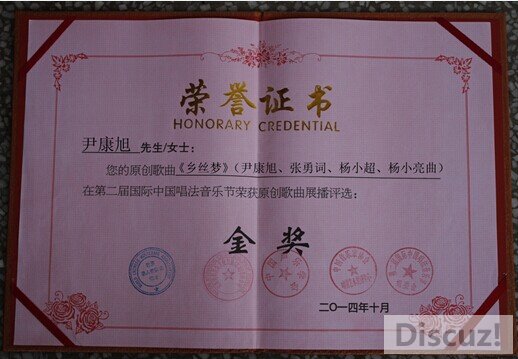 荣誉证书
HONORARY CREDENTIAL
尹康旭 先生/女士：
您的原创歌曲《乡丝梦》（尹康旭、张勇词、杨小超、杨小亮曲）
在第二届国际中国唱法音乐节荣获原创歌曲展播评选：
金奖
二〇一四年十月
Discuz!